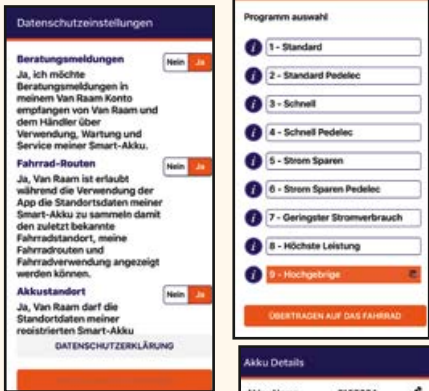 Datenschutzeinstellungen
Beratungsmeldungen
Nein Ja
Ja, ich möchte
Beratungsmeldungen in
meinem Van Raam Konto
empfangen von Van Raam und
dem Händler über
Verwendung, Wartung und
Service meiner Smart-Akku.
Fahrrad-Routen
Nein Ja
Ja, Van Raam ist erlaubt
während die Verwendung der
App die Standortsdaten meiner
Smart-Akku zu sammeln damit
den zuletzt bekannte
Fahrradstandort, meine
Fahrradrouten und
Fahrradverwendung angezeigt
werden können.
Akkustandort
Nein Ja
Ja, Van Raam darf die
Standortdaten meiner
registrierten Smart-Akku
DATENSCHUTZERKLÄRUNG
Programm auswahl
1 - Standard
2 - Standard Pedelec
3 - Schnell
4 - Schnell Pedelec
5 - Strom Sparen
6 - Strom Sparen Pedelec
7 - Geringster Stromverbrauch
8 - Höchste Leistung
9 - Hochgebrige
ÜBERTRAGEN AUF DAS FAHRRAD
Akku Details